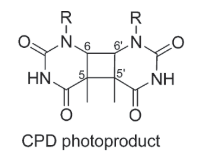 R R
O N 6 6' N O
HN 5 5' NH
O O
CPD photoproduct